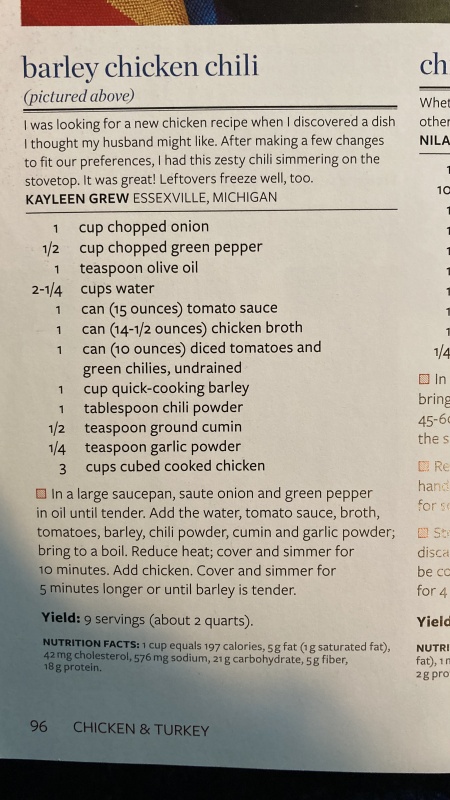 barley chicken chili
(pictured above)
I was looking for a new chicken recipe when I discovered a dish
I thought my husband might like. After making a few changes
to fit our preferences, I had this zesty chili simmering on the
stovetop. It was great! Leftovers freeze well, too.
KAYLEEN GREW ESSEXVILLE, MICHIGAN
1 cup chopped onion
1/2 cup chopped green pepper
1 teaspoon olive oil
2-1/4 cups water
1 can (15 ounces) tomato sauce
1 can (14-1/2 ounces) chicken broth
1 can (10 ounces) diced tomatoes and
green chilies, undrained
1 cup quick-cooking barley
1 tablespoon chili powder
1/2 teaspoon ground cumin
1/4 teaspoon garlic powder
3 cups cubed cooked chicken
In a large saucepan, saute onion and green pepper
in oil until tender. Add the water, tomato sauce, broth,
tomatoes, barley, chili powder, cumin and garlic powder;
bring to a boil. Reduce heat; cover and simmer for
10 minutes. Add chicken. Cover and simmer for
5 minutes longer or until barley is tender.
Yield: 9 servings (about 2 quarts).
NUTRITION FACTS: 1 cup equals 197 calories, 5 g fat (1 g saturated fat),
42 mg cholesterol, 576 mg sodium, 21 g carbohydrate, 5 g fiber,
18 g protein.
96 CHICKEN & TURKEY
ch
Whet
other
NILA
1
10
1
1
1
1
1
1
1/4
In
bring
45-60
the s
Re
hand
for s
St
disca
be co
for 4
Yield
NUTRI
fat), 1 m
2 g pro